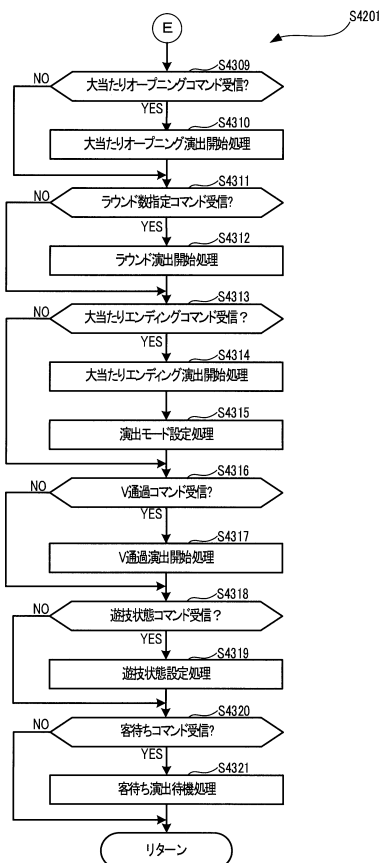 S4201
E
S4309
大当たりオープニングコマンド受信?
NO
YES
S4310
大当たりオープニング演出開始処理
S4311
ラウンド数指定コマンド受信?
NO
YES
S4312
ラウンド演出開始処理
S4313
大当たりエンディングコマンド受信？
NO
YES
S4314
大当たりエンディング演出開始処理
S4315
演出モード設定処理
S4316
V通過コマンド受信?
NO
YES
S4317
V通過演出開始処理
S4318
遊技状態コマンド受信？
NO
YES
S4319
遊技状態設定処理
S4320
客待ちコマンド受信?
NO
YES
S4321
客待ち演出待機処理
リターン